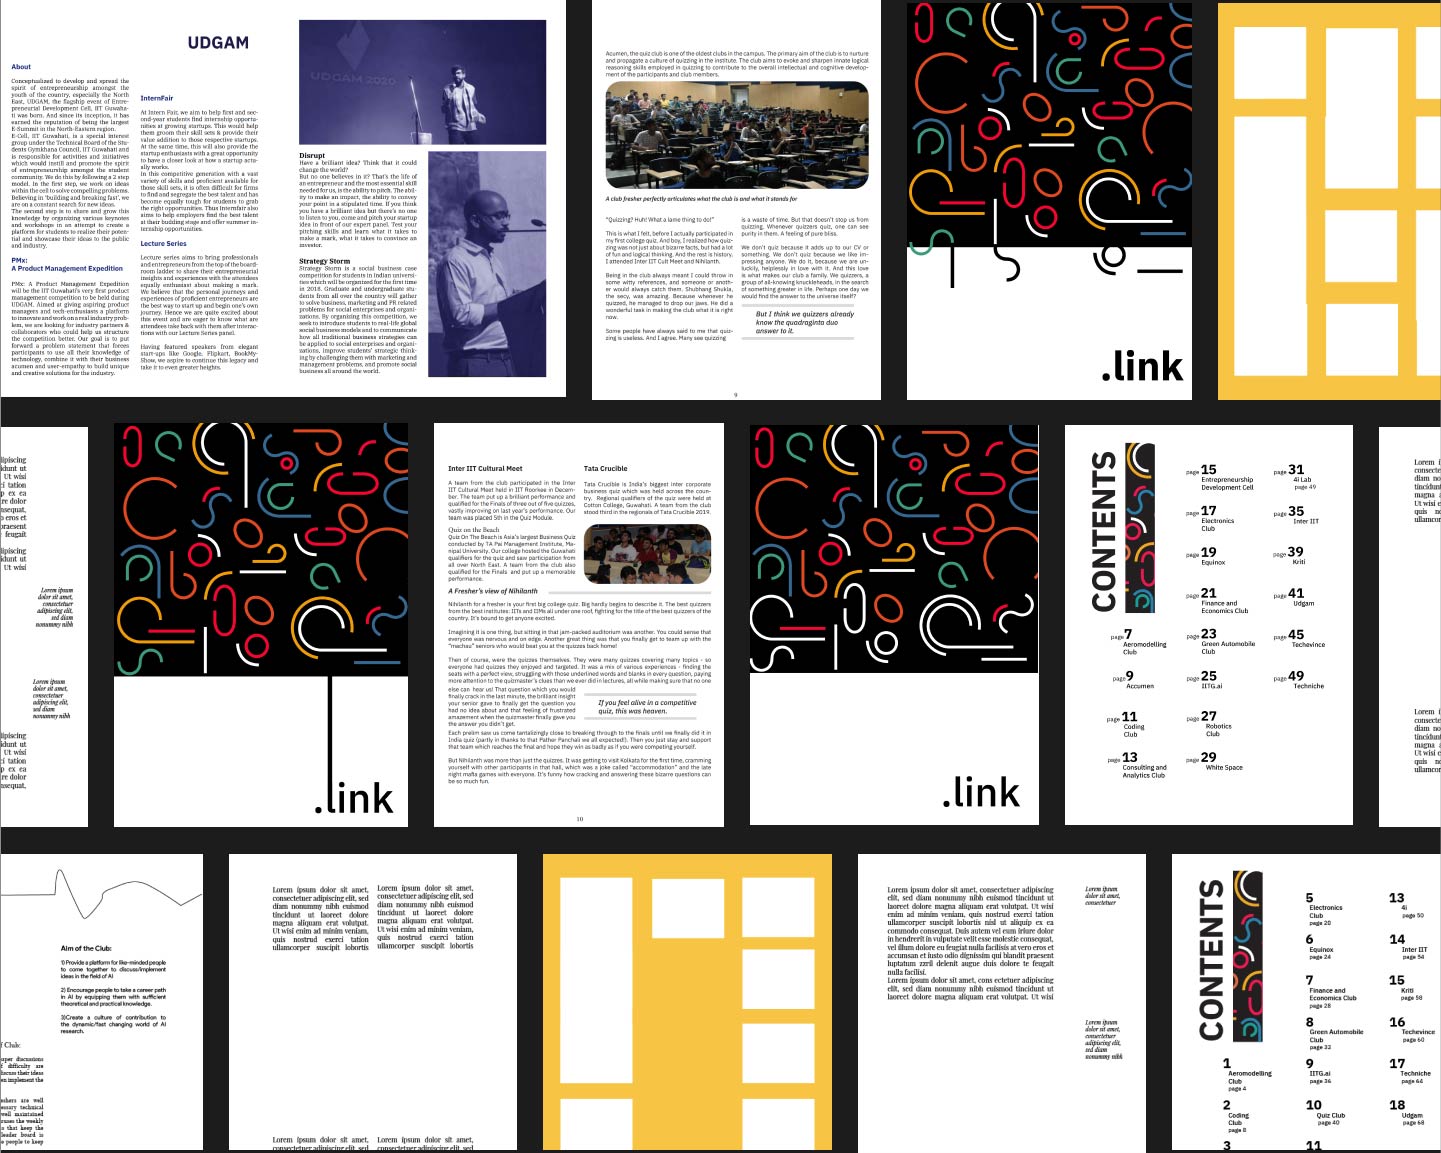 UDGAM
About
Conceptualized to develop and spread the
spirit of entrepreneurship amongst the
youth of the country, especially the North
East, UDGAM, the flagship event of Entre-
preneurial Development Cell, IIT Guwaha-
ti was born. And since its inception, it has
earned the reputation of being the largest
E-Summit in the North-Eastern region.
E-Cell, IIT Guwahati, is a special interest
group under the Technical Board of the Stu-
dents Gymkhana Council, IIT Guwahati and
is responsible for activities and initiatives
which would instill and promote the spirit
of entrepreneurship amongst the student
community. We do this by following a 2 step
model. In the first step, we work on ideas
within the cell to solve compelling problems.
Believing in 'building and breaking fast', we
are on a constant search for new ideas.
The second step is to share and grow this
knowledge by organizing various keynotes
and workshops in an attempt to create a
platform for students to realize their poten-
tial and showcase their ideas to the public
and industry.
PMx:
A Product Management Expedition
PMx: A Product Management Expedition
will be the IIT Guwahati's very first product
management competition to be held during
UDGAM. Aimed at giving aspiring product
managers and tech-enthusiasts a platform
to innovate and work on a real industry prob-
lem, we are looking for industry partners &
collaborators who could help us structure
the competition better. Our goal is to put
forward a problem statement that forces
participants to use all their knowledge of
technology, combine it with their business
acumen and user-empathy to build unique
and creative solutions for the industry.
InternFair
At Intern Fair, we aim to help first and sec-
ond-year students find internship opportu-
nities at growing startups. This would help
them groom their skill sets & provide their
value addition to those respective startups.
At the same time, this will also provide the
startup enthusiasts with a great opportunity
to have a closer look at how a startup actu-
ally works.
In this competitive generation with a vast
variety of skills and proficient available for
those skill sets, it is often difficult for firms
to find and segregate the best talent and has
become equally tough for students to grab
the right opportunities. Thus Internfair also
aims to help employers find the best talent
at their budding stage and offer summer in-
ternship opportunities.
Lecture Series
Lecture series aims to bring professionals
and entrepreneurs from the top of the board-
room ladder to share their entrepreneurial
insights and experiences with the attendees
equally enthusiast about making a mark.
We believe that the personal journeys and
experiences of proficient entrepreneurs are
the best way to start up and begin one's own
journey. Hence we are quite excited about
this event and are eager to know what are
attendees take back with them after interac-
tions with our Lecture Series panel.
Having featured speakers from elegant
start-ups like Google, Flipkart, BookMy-
Show, we aspire to continue this legacy and
take it to even greater heights.
UDGAM 2020
Disrupt
Have a brilliant idea? Think that it could
change the world?
But no one believes in it? That's the life of
an entrepreneur and the most essential skill
needed for us, is the ability to pitch. The abil-
ity to make an impact, the ability to convey
your point in a stipulated time. If you think
you have a brilliant idea but there's no one
to listen to you, come and pitch your startup
idea in front of our expert panel. Test your
pitching skills and learn what it takes to
make a mark, what it takes to convince an
investor.
Strategy Storm
Strategy Storm is a social business case
competition for students in Indian universi-
ties which will be organized for the first time
in 2018. Graduate and undergraduate stu-
dents from all over the country will gather
to solve business, marketing and PR related
problems for social enterprises and organi-
zations. By organising this competition, we
seek to introduce students to real-life global
social business models and to communicate
how all traditional business strategies can
be applied to social enterprises and organi-
zations, improve students' strategic think-
ing by challenging them with marketing and
management problems, and promote social
business all around the world.
Acumen, the quiz club is one of the oldest clubs in the campus. The primary aim of the club is to nurture
and propagate a culture of quizzing in the institute. The club aims to evoke and sharpen innate logical
reasoning skills employed in quizzing to contribute to the overall intellectual and cognitive develop-
ment of the participants and club members.
A club fresher perfectly articulates what the club is and what it stands for
"Quizzing? Huh! What a lame thing to do!"
This is what I felt, before I actually participated in
my first college quiz. And boy, I realized how quiz-
zing was not just about bizarre facts, but had a lot
of fun and logical thinking. And the rest is history,
I attended Inter IIT Cult Meet and Nihilanth.
Being in the club always meant I could throw in
some witty references, and someone or anoth-
er would always catch them, Shubhang Shukla,
the secy, was amazing. Because whenever he
quizzed, he managed to drop our jaws. He did a
wonderful task in making the club what it is right
now.
Some people have always said to me that quiz-
zing is useless. And I agree. Many see quizzing
is a waste of time. But that doesn't stop us from
quizzing. Whenever quizzers quiz, one can see
purity in them. A feeling of pure bliss.
We don't quiz because it adds up to our CV or
something. We don't quiz because we like im-
pressing anyone. We do it, because we are un-
luckily, helplessly in love with it. And this love
is what makes our club a family. We quizzers, a
group of all-knowing knuckleheads, in the search
of something greater in life. Perhaps one day we
would find the answer to the universe itself?
But I think we quizzers already
know the quadraginta duo
answer to it.
9
.link
lipiscing
idunt ut
Ut wisi
ci tation
p ex ea
re dolor
nsequat,
o eros et
praesent
feugait
lipiscing
idunt ut
Ut wisi
Lorem ipsum
dolor sit amet,
consectetuer
adipiscing elit,
sed diam
nonummy nibh
Lorem ipsum
dolor sit amet,
consectetuer
adipiscing elit,
sed diam
nonummy nibh
lipiscing
idunt ut
Ut wisi
ci tation
p ex ea
re dolor
nsequat,
.link
Inter IIT Cultural Meet
A team from the club participated in the Inter
IIT Cultural Meet held in IIT Roorkee in Decem-
ber. The team put up a brilliant performance and
qualified for the Finals of two out of five quizzes,
vastly improving on last year's performance. Our
team was placed 5th in the Quiz Module.
Quiz on the Beach
Quiz On The Beach is Asia's largest Business Quiz
conducted by TA Pai Management Institute, Ma-
nipal University. Our college hosted the Guwahati
qualifiers for the quiz and saw participation from
all over North East. A team from the club also
qualified for the Finals and put up a memorable
performance.
Tata Crucible
Tata Crucible is India's biggest inter corporate
business quiz which was held across the coun-
try. Regional qualifiers of the quiz were held at
Cotton College, Guwahati. A team from the club
stood third in the regionals of Tata Crucible 2019.
A Fresher's view of Nihilanth
Nihilanth for a fresher is your first big college quiz. Big hardly begins to describe it. The best quizzers
from the best institutes: IITs and IIMs all under one roof, fighting for the title of the best quizzers of the
country. It's bound to get anyone excited.
Imagining it is one thing, but sitting in that jam-packed auditorium was another. You could sense that
everyone was nervous and on edge. Another great thing was that you finally get to team up with the
"machau" seniors who would beat you at the quizzes back home!
Then of course, were the quizzes themselves. They were many quizzes covering many topics - so
everyone had quizzes they enjoyed and targeted. It was a mix of various experiences - finding the
seats with a perfect view, struggling with those underlined words and blanks in every question, paying
more attention to the quizmaster's clues than we ever did in lectures, all while making sure that no one
else can hear us! That question which you would
finally crack in the last minute, the brilliant insight
your senior gave to finally get the question you
had no idea about and that feeling of frustrated
amazement when the quizmaster finally gave you
the answer you didn't get.
If you feel alive in a competitive
quiz, this was heaven.
Each prelim saw us come tantalizingly close to breaking through to the finals until we finally did it in
India quiz (partly in thanks to that Pather Panchali we all expected!). Then you just stay and support
that team which reaches the final and hope they win as badly as if you were competing yourself.
But Nihilanth was more than just the quizzes. It was getting to visit Kolkata for the first time, cramming
yourself with other participants in that hall, which was a joke called "accommodation" and the late
night mafia games with everyone. It's funny how cracking and answering these bizarre questions can
be so much fun.
10
.link
CONTENTS
page 7
Aeromodelling
Club
page 9
Accumen
page 11
Coding
Club
page 13
Consulting and
Analytics Club
page 15
Entrepreneurship
Development Cell
page 17
Electronics
Club
page 19
Equinox
page 21
Finance and
Economics Club
page 23
Green Automobile
Club
page 25
IITG.ai
page 27
Robotics
Club
page 29
White Space
page 31
4i Lab
page 49
page 35
Inter IIT
page 39
Kriti
page 41
Udgam
page 45
Techevince
page 49
Techniche
Lorem i
diam no
tincidunt
magna a
Ut wisi e
quis no
ullamcor
Lorem i
consecte
diam no
tincidunt
magna a
Ut wisi e
quis no
ullamcor
Aim of the Club:
1) Provide a platform for like-minded people
to come together to discuss/implement
ideas in the field of AI
2) Encourage people to take a career path
in AI by equipping them with sufficient
theoretical and practical knowledge.
3)Create a culture of contribution to
the dynamic/fast changing world of AI
research.
f Club:
aper discussions
f difficulty are
iscuss their ideas
en implement the
shers are well
essary technical
well maintained
rases the weekly
s that keep the
leader board is
e people to keep
Lorem ipsum dolor sit amet,
consectetuer adipiscing elit, sed
diam nonummy nibh euismod
tincidunt ut laoreet dolore
magna aliquam erat volutpat.
Ut wisi enim ad minim veniam,
quis nostrud exerci tation
ullamcorper suscipit lobortis
Lorem ipsum dolor sit amet,
consectetuer adipiscing elit, sed
diam nonummy nibh euismod
tincidunt ut laoreet dolore
magna aliquam erat volutpat.
Ut wisi enim ad minim veniam,
quis nostrud exerci tation
ullamcorper suscipit lobortis
Lorem ipsum dolor sit amet,
consectetuer adipiscing elit, sed
Lorem ipsum dolor sit amet,
consectetuer adipiscing elit, sed
Lorem ipsum dolor sit amet, consectetuer adipiscing
elit, sed diam nonummy nibh euismod tincidunt ut
laoreet dolore magna aliquam erat volutpat. Ut wisi
enim ad minim veniam, quis nostrud exerci tation
ullamcorper suscipit lobortis nisl ut aliquip ex ea
commodo consequat. Duis autem vel eum iriure dolor
in hendrerit in vulputate velit esse molestie consequat,
vel illum dolore eu feugiat nulla facilisis at vero eros et
accumsan et iusto odio dignissim qui blandit praesent
luptatum zzril delenit augue duis dolore te feugait
nulla facilisi.
Lorem ipsum dolor sit amet, cons ectetuer adipiscing
elit, sed diam nonummy nibh euismod tincidunt ut
laoreet dolore magna aliquam erat volutpat. Ut wisi
Lorem ipsum
dolor sit amet,
consectetuer
Lorem ipsum
dolor sit amet,
consectetuer
adipiscing elit,
sed diam
nonummy nibh
CONTENTS
1
Aeromodelling
Club
page 4
2
Coding
Club
page 8
3
5
Electronics
Club
page 20
6
Equinox
page 24
7
Finance and
Economics Club
page 28
8
Green Automobile
Club
page 32
9
IITG.ai
page 36
10
Quiz Club
page 40
11
13
4i
page 50
14
Inter IIT
page 54
15
Kriti
page 58
16
Techevince
page 60
17
Techniche
page 64
18
Udgam
page 68